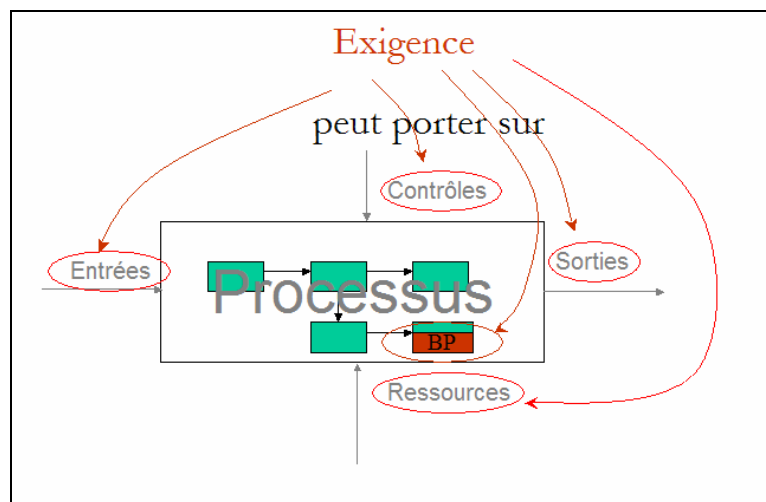 Exigence
peut porter sur
Contrôles
Entrées
Sorties
Processus
BP
Ressources